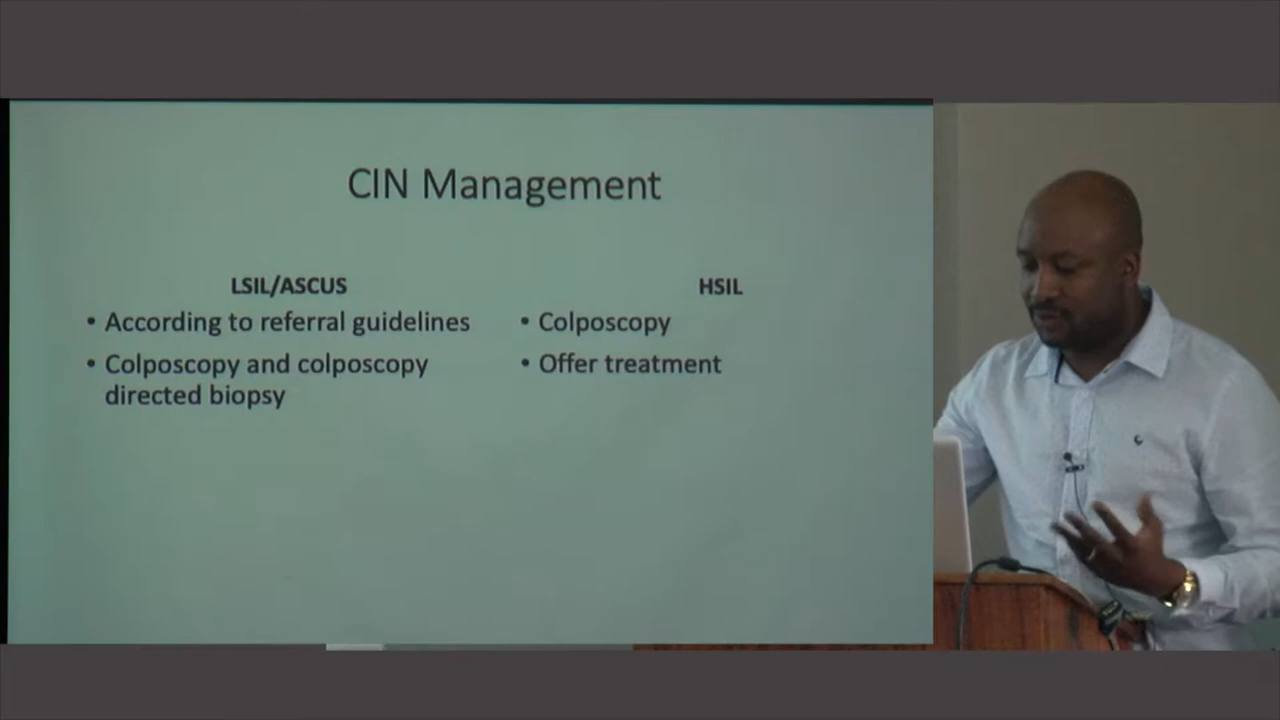 CIN Management
LSIL/ASCUS
• According to referral guidelines
• Colposcopy and colposcopy
directed biopsy
HSIL
• Colposcopy
• Offer treatment